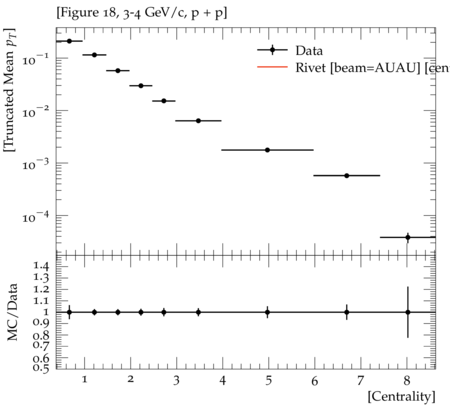 [Figure 18, 3-4 GeV/c, p + p]
[Truncated Mean p_T]
10⁻¹
10⁻²
10⁻³
10⁻⁴
Data
Rivet [beam=AUAU] [cen
MC/Data
1.4
1.3
1.2
1.1
1
0.9
0.8
0.7
0.6
0.5
1 2 3 4 5 6 7 8
[Centrality]